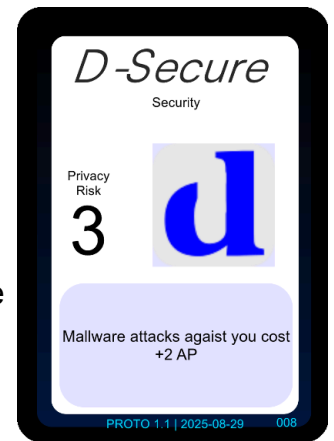 D-Secure
Security
Privacy
Risk
3
d
e
Mallware attacks agaist you cost
+2 AP
PROTO 1.1 | 2025-08-29 008